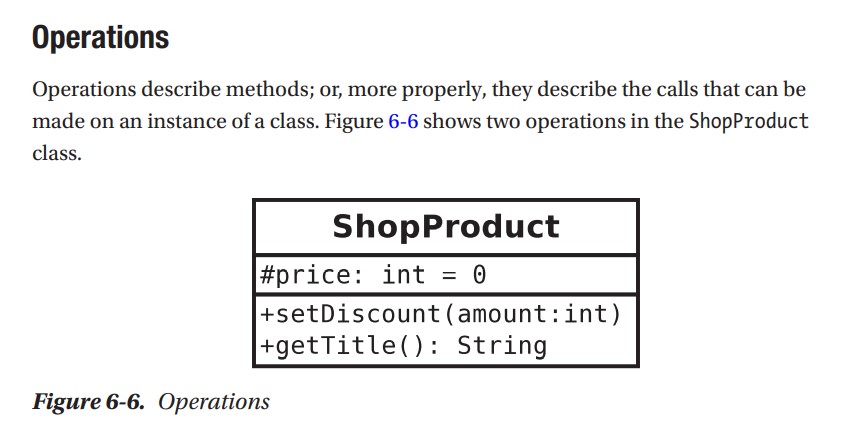 Operations
Operations describe methods; or, more properly, they describe the calls that can be
made on an instance of a class. Figure 6-6 shows two operations in the ShopProduct
class.
ShopProduct
#price: int = 0
+setDiscount(amount:int)
+getTitle(): String
Figure 6-6. Operations